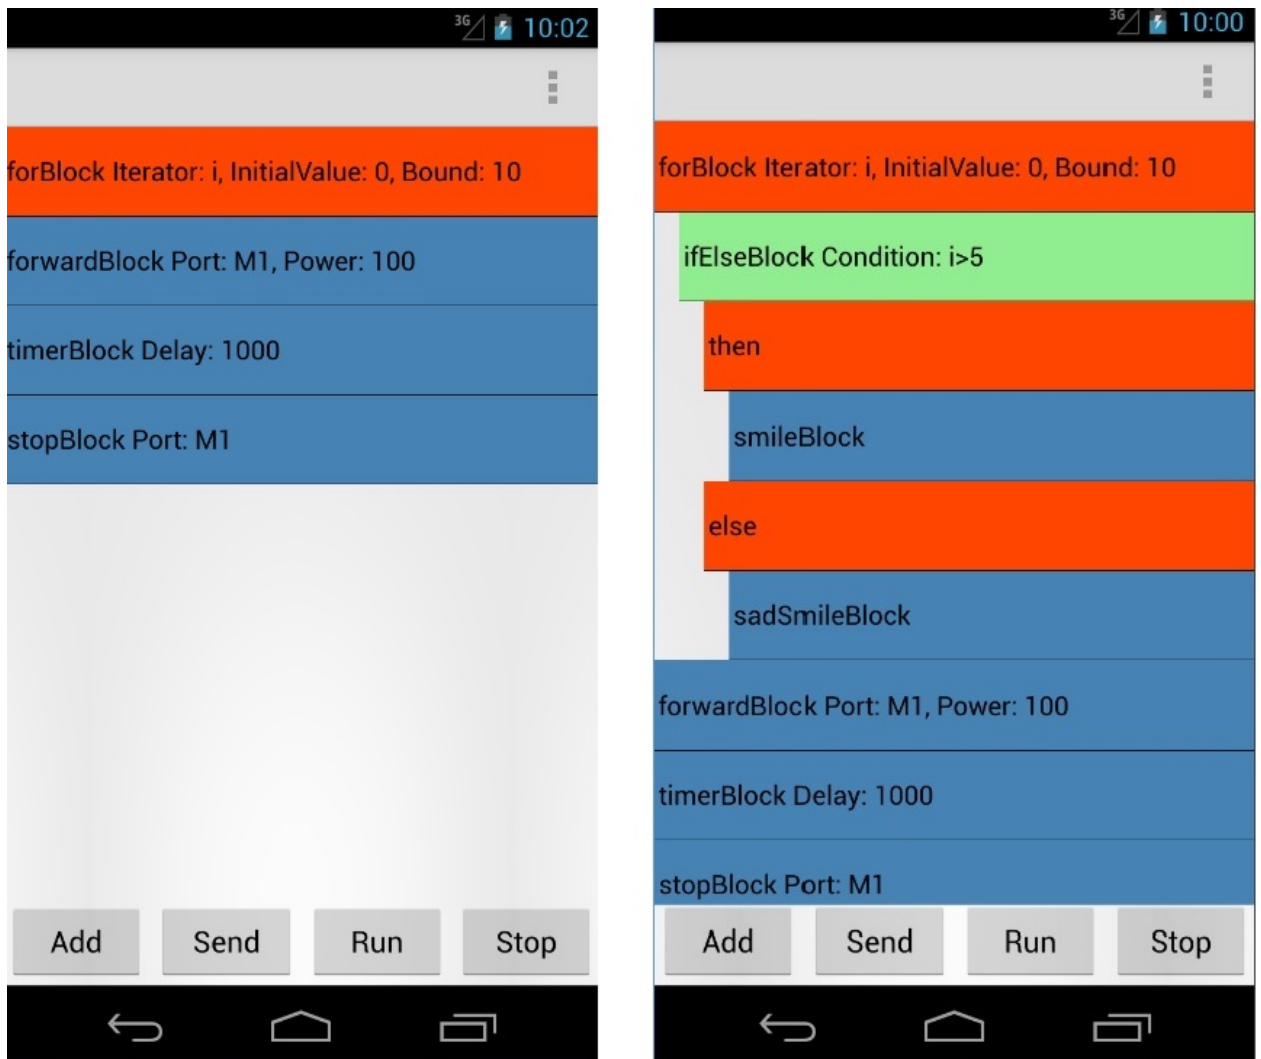 3G 10:02
forBlock Iterator: i, InitialValue: 0, Bound: 10
forwardBlock Port: M1, Power: 100
timerBlock Delay: 1000
stopBlock Port: M1
Add Send Run Stop
3G 10:00
forBlock Iterator: i, InitialValue: 0, Bound: 10
ifElseBlock Condition: i>5
then
smileBlock
else
sadSmileBlock
forwardBlock Port: M1, Power: 100
timerBlock Delay: 1000
stopBlock Port: M1
Add Send Run Stop